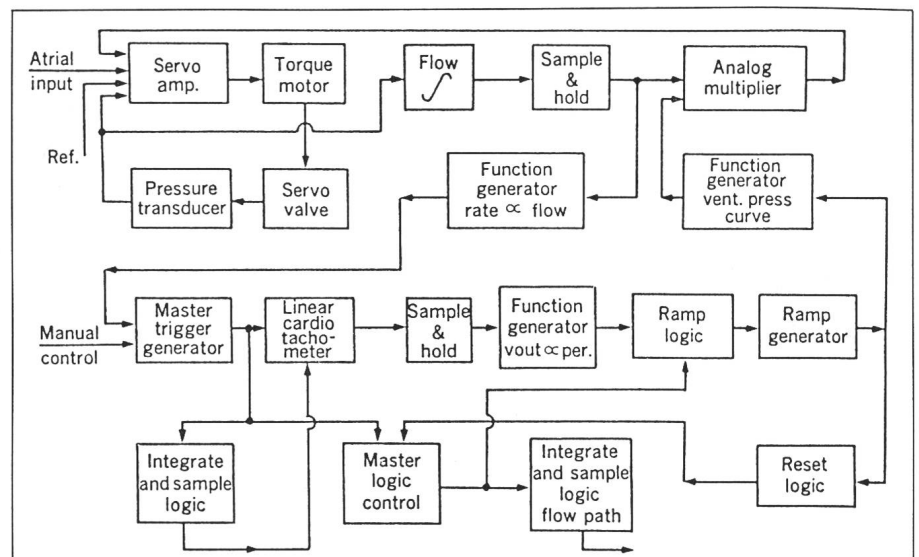 Atrial
input
Servo
amp.
Torque
motor
Flow
∫
Sample
&
hold
Analog
multiplier
Ref.
Pressure
transducer
Servo
valve
Function
generator
rate ∝ flow
Function
generator
vent. press
curve
Manual
control
Master
trigger
generator
Linear
cardio
tacho-
meter
Sample
&
hold
Function
generator
vout ∝ per.
Ramp
logic
Ramp
generator
Integrate
and sample
logic
Master
logic
control
Integrate
and sample
logic
flow path
Reset
logic